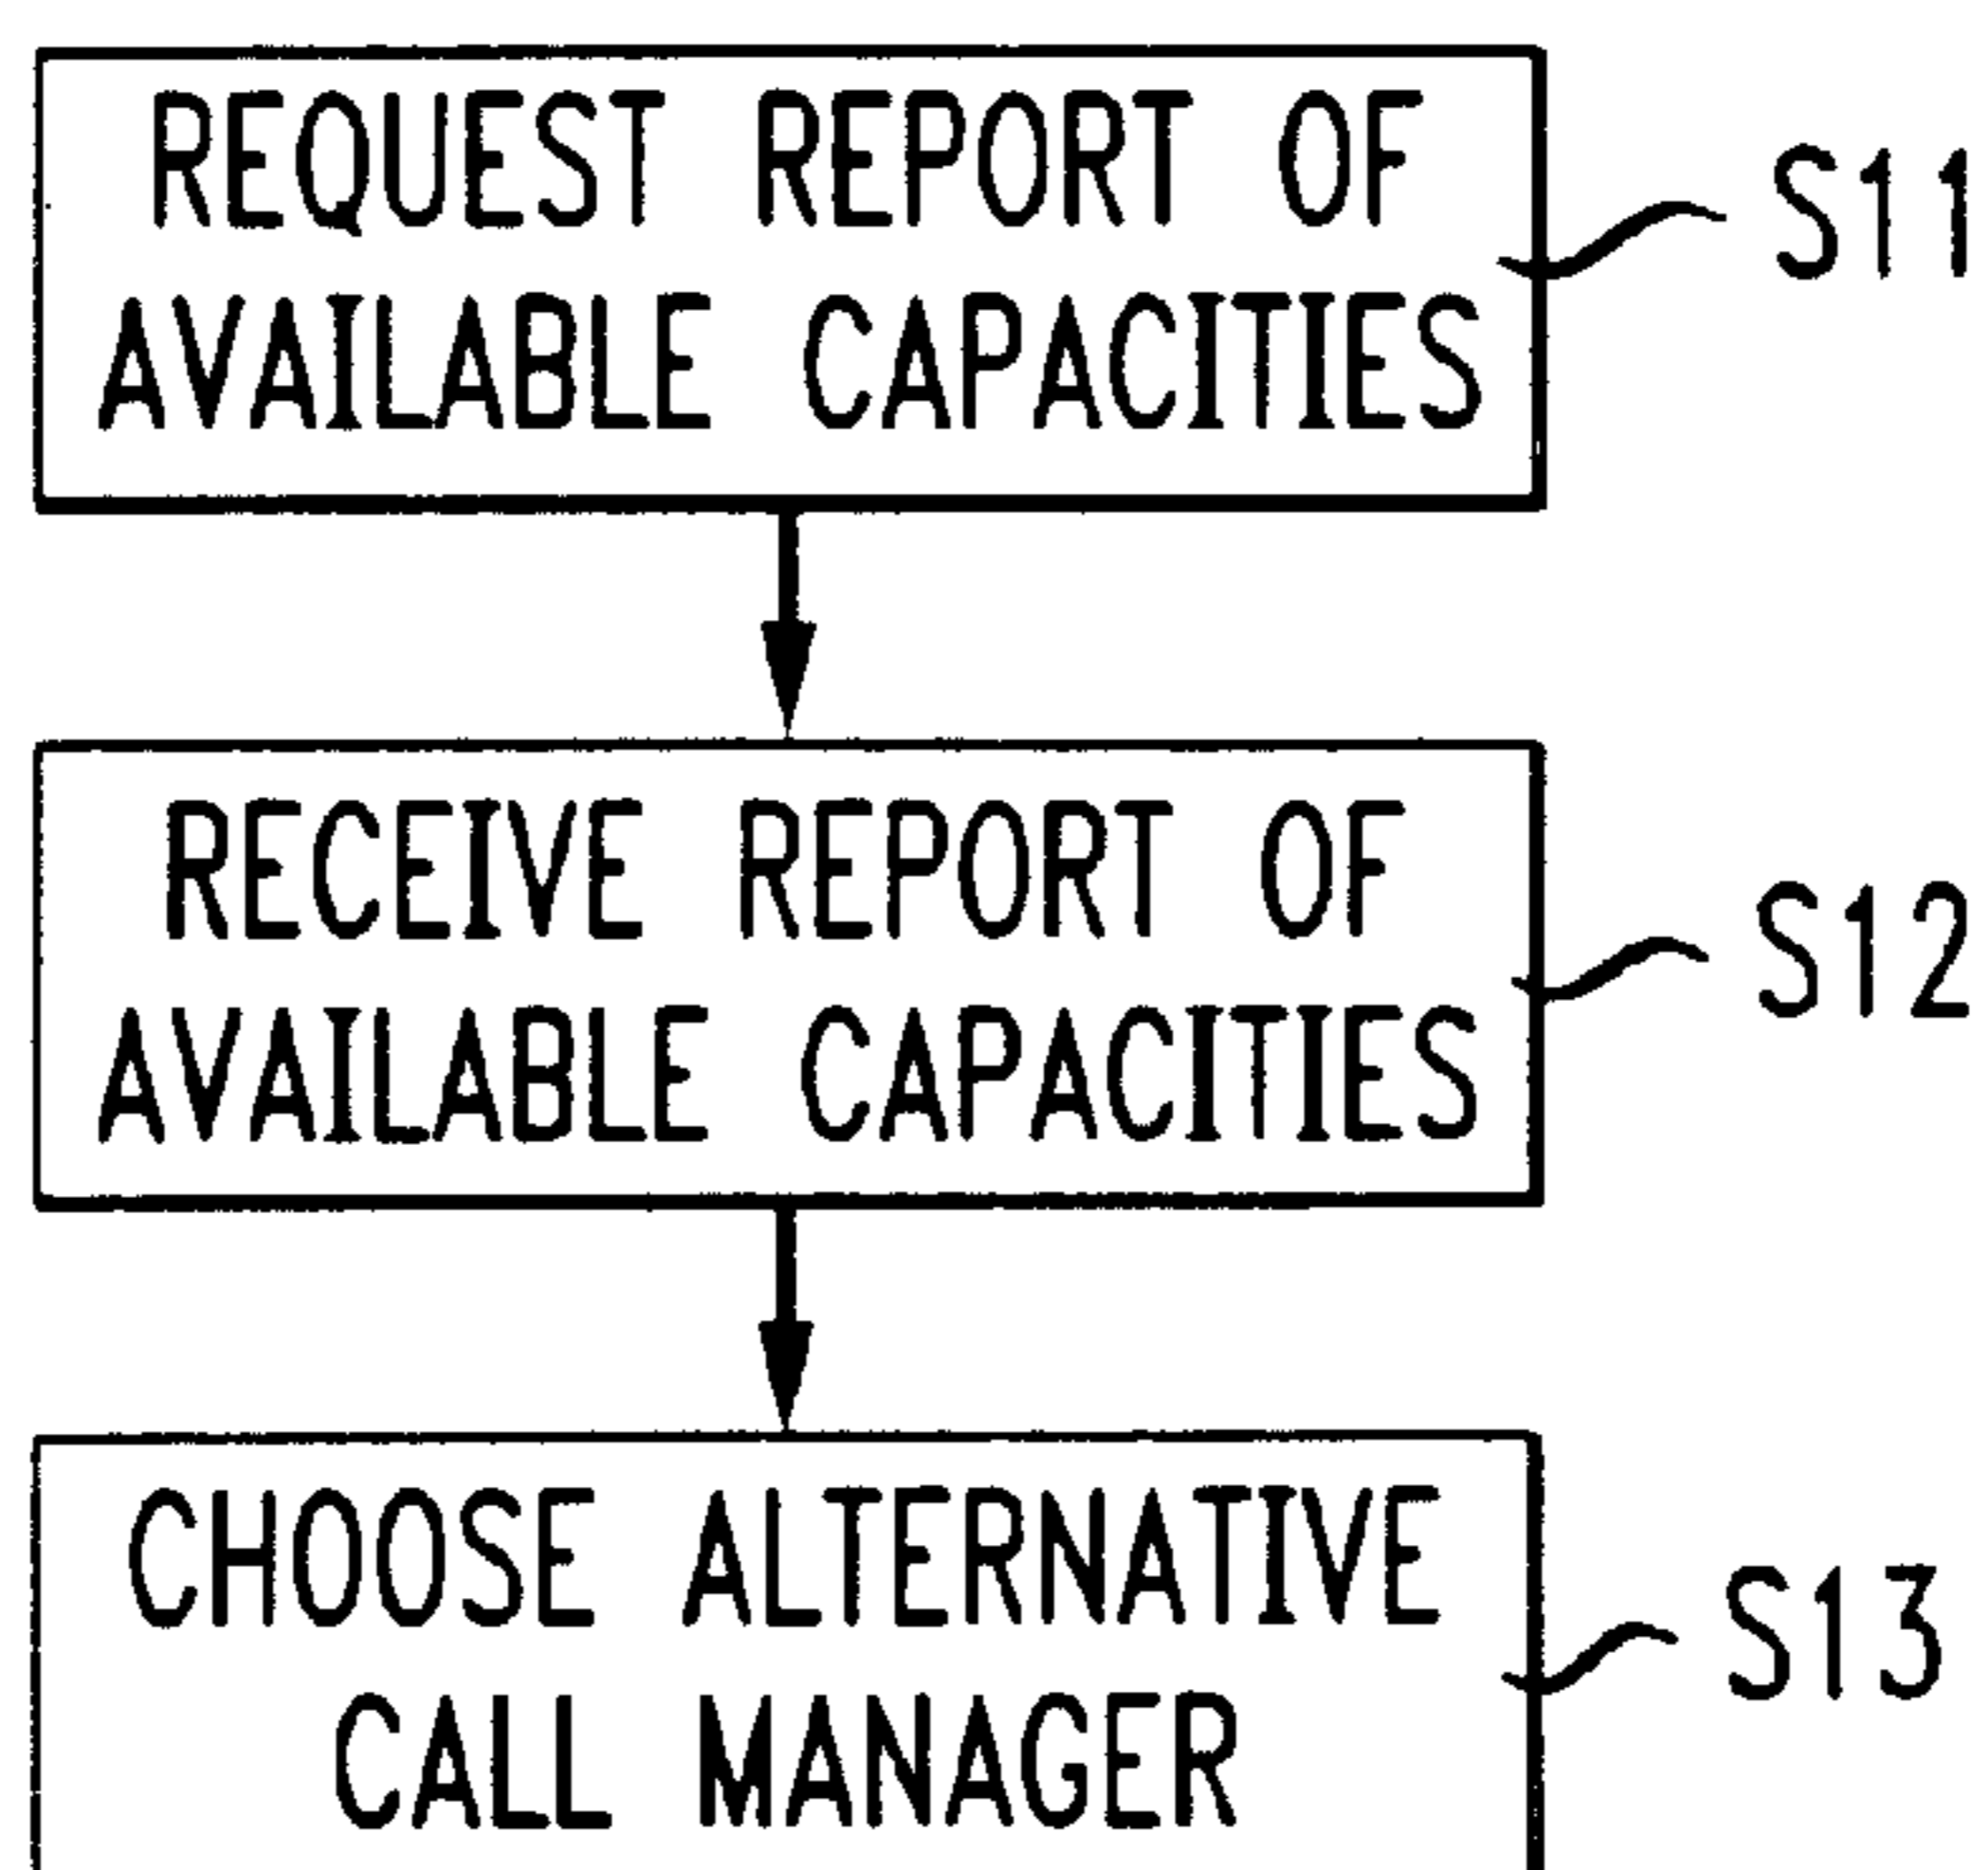 REQUEST REPORT OF
AVAILABLE CAPACITIES
S11
RECEIVE REPORT OF
AVAILABLE CAPACITIES
S12
CHOOSE ALTERNATIVE
CALL MANAGER
S13